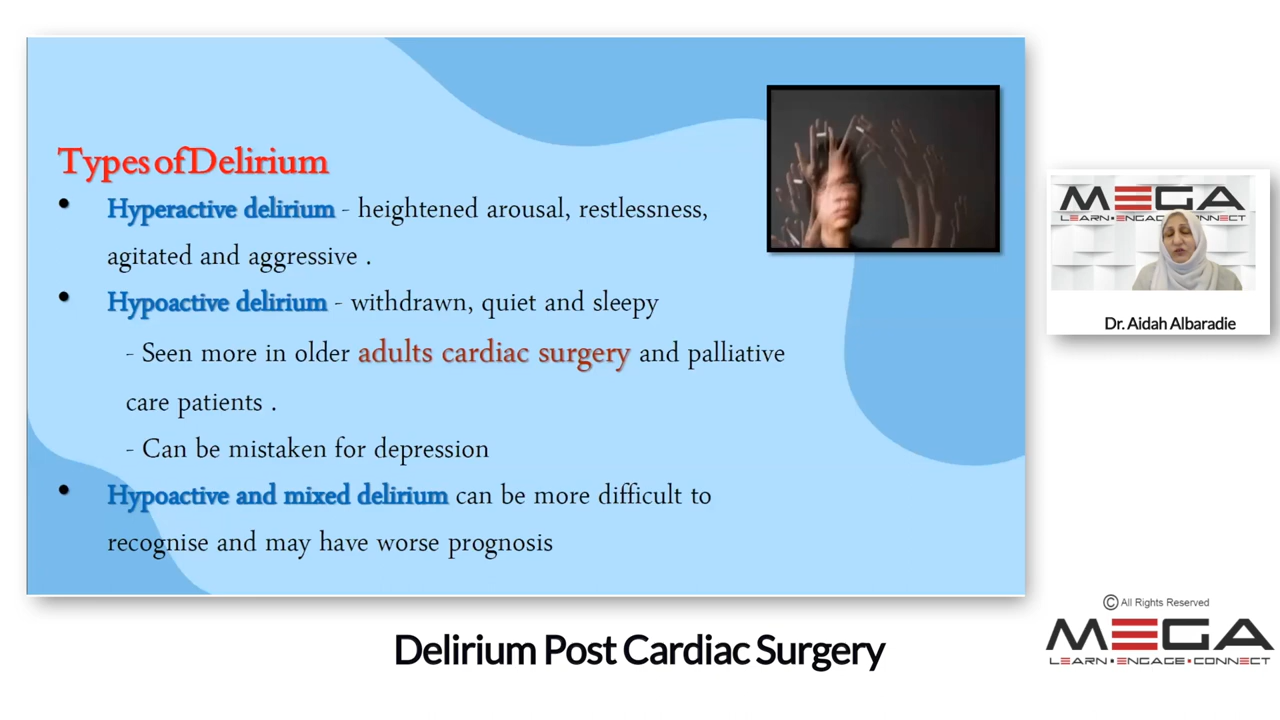 Types of Delirium
• Hyperactive delirium - heightened arousal, restlessness,
agitated and aggressive .
• Hypoactive delirium - withdrawn, quiet and sleepy
- Seen more in older adults cardiac surgery and palliative
care patients .
- Can be mistaken for depression
• Hypoactive and mixed delirium can be more difficult to
recognise and may have worse prognosis
MEGA
LEARN•ENGAGE•CONNECT
Dr. Aidah Albaradie
Delirium Post Cardiac Surgery
© All Rights Reserved
MEGA
LEARN•ENGAGE•CONNECT